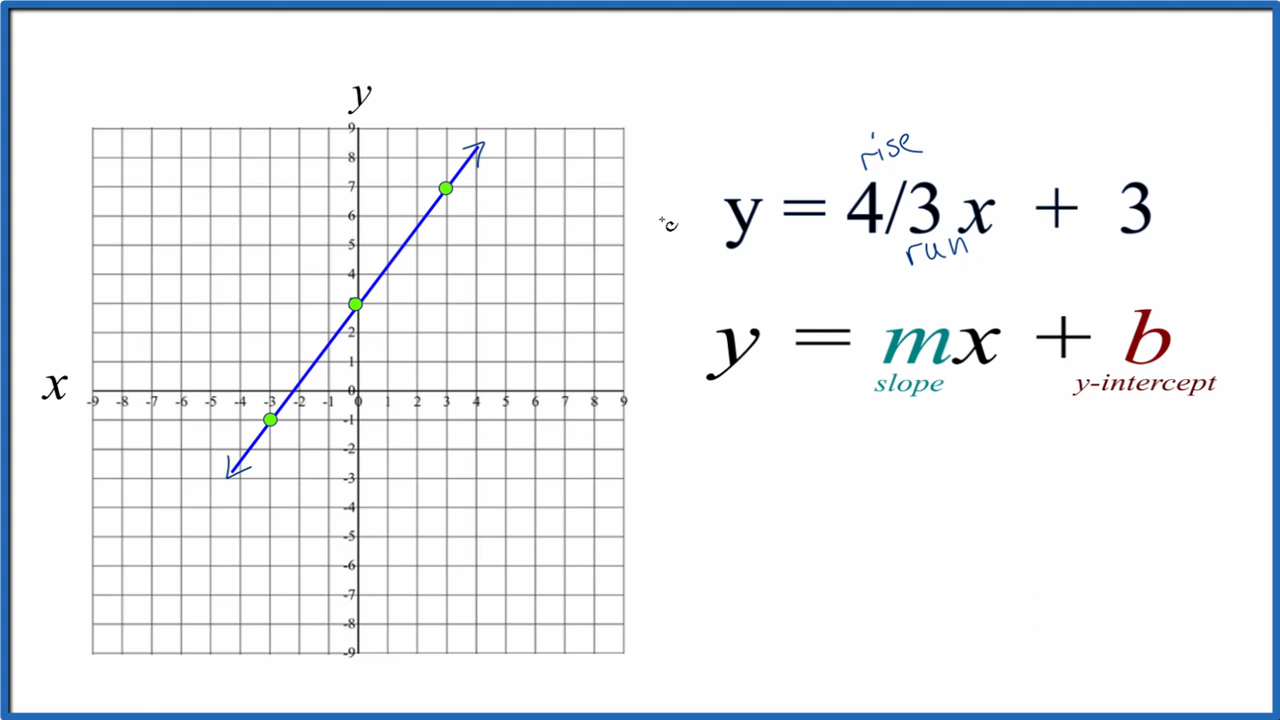 y
9
8
7
6
5
4
2
1
0
x
-9 -8 -7 -6 -5 -4 -3 -2 -1 0 1 2 3 4 5 6 7 8 9
-1
-2
-3
-4
-5
-6
-7
-8
-9
rise
y = 4/3 x + 3
run
y = mx + b
slope y-intercept